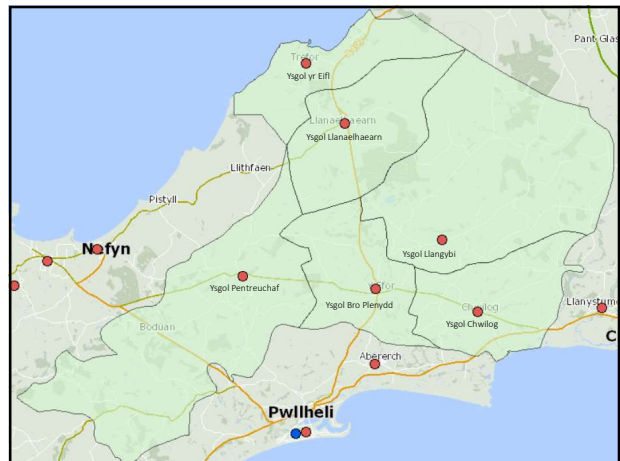 Pant Glas
Trefor
Ysgol yr Eifl
Llanaelhaearn
Ysgol Llanaelhaearn
Llithfaen
Pistyll
Nefyn
Ysgol Llangybi
Ysgol Pentreuchaf
Y Ffor
Ysgol Bro Plenydd
Chwilog
Ysgol Chwilog
Llanystum
Boduan
C
Abererch
Pwllheli